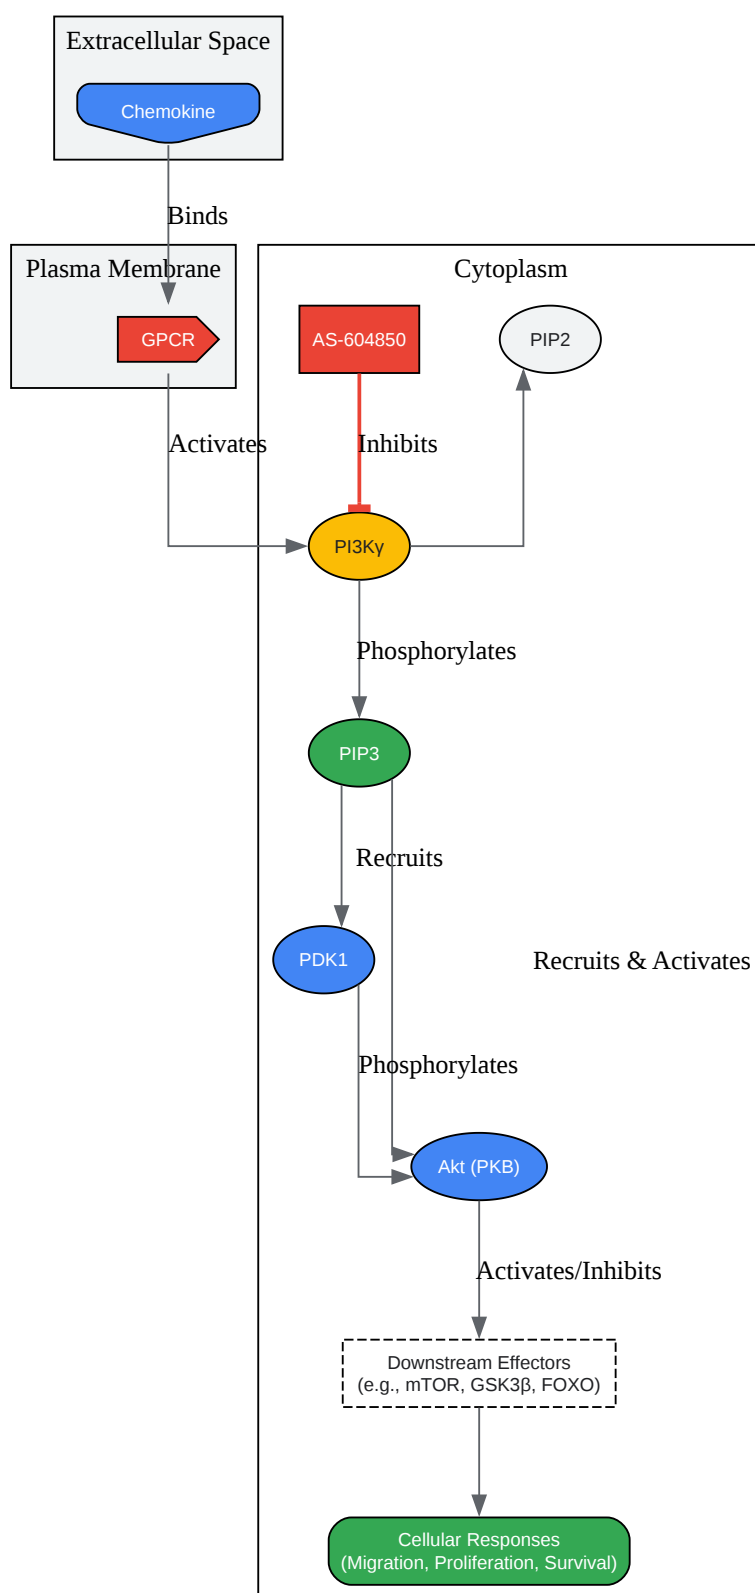 Extracellular Space
Chemokine
Binds
Plasma Membrane
Cytoplasm
GPCR
AS-604850
PIP2
Activates
Inhibits
PI3Kγ
Phosphorylates
PIP3
Recruits
PDK1
Recruits & Activates
Phosphorylates
Akt (PKB)
Activates/Inhibits
Downstream Effectors
(e.g., mTOR, GSK3β, FOXO)
Cellular Responses
(Migration, Proliferation, Survival)